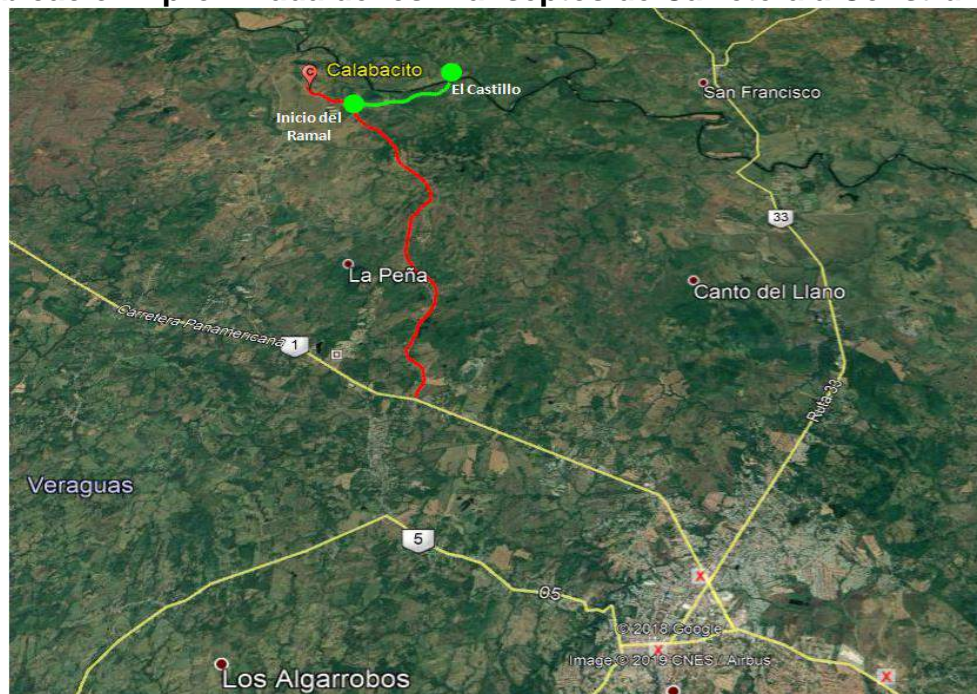 Calabacito
El Castillo
San Francisco
Inicio del
Ramal
33
La Peña
Canto del Llano
Carretera Panamericana
1
Ruta 33
Veraguas
5
05
© 2018 Google
Image © 2019 CNES / Airbus
Los Algarrobos